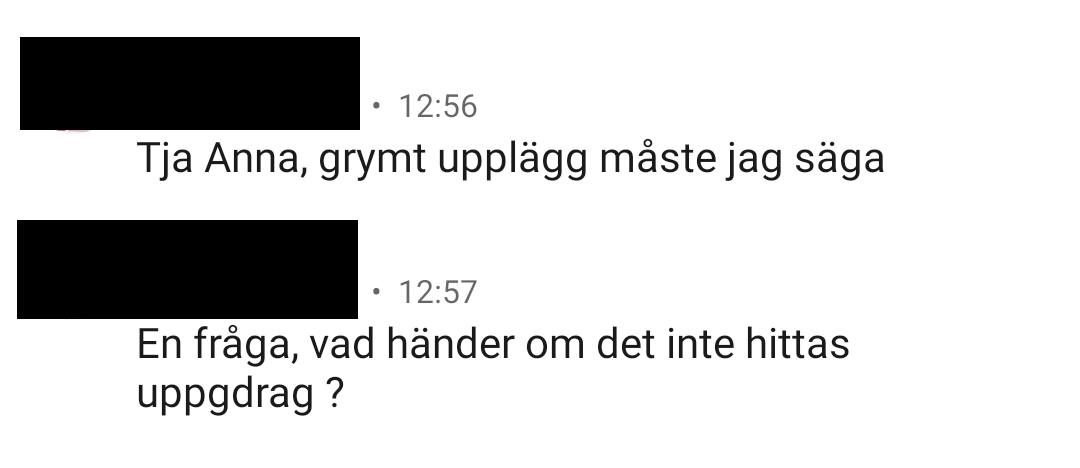 • 12:56
Tja Anna, grymt upplägg måste jag säga
• 12:57
En fråga, vad händer om det inte hittas
uppgdrag ?